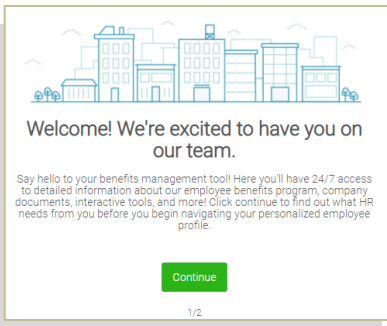 Welcome! We're excited to have you on
our team.
Say hello to your benefits management tool! Here you'll have 24/7 access
to detailed information about our employee benefits program, company
documents, interactive tools, and more! Click continue to find out what HR
needs from you before you begin navigating your personalized employee
profile.
Continue
1/2